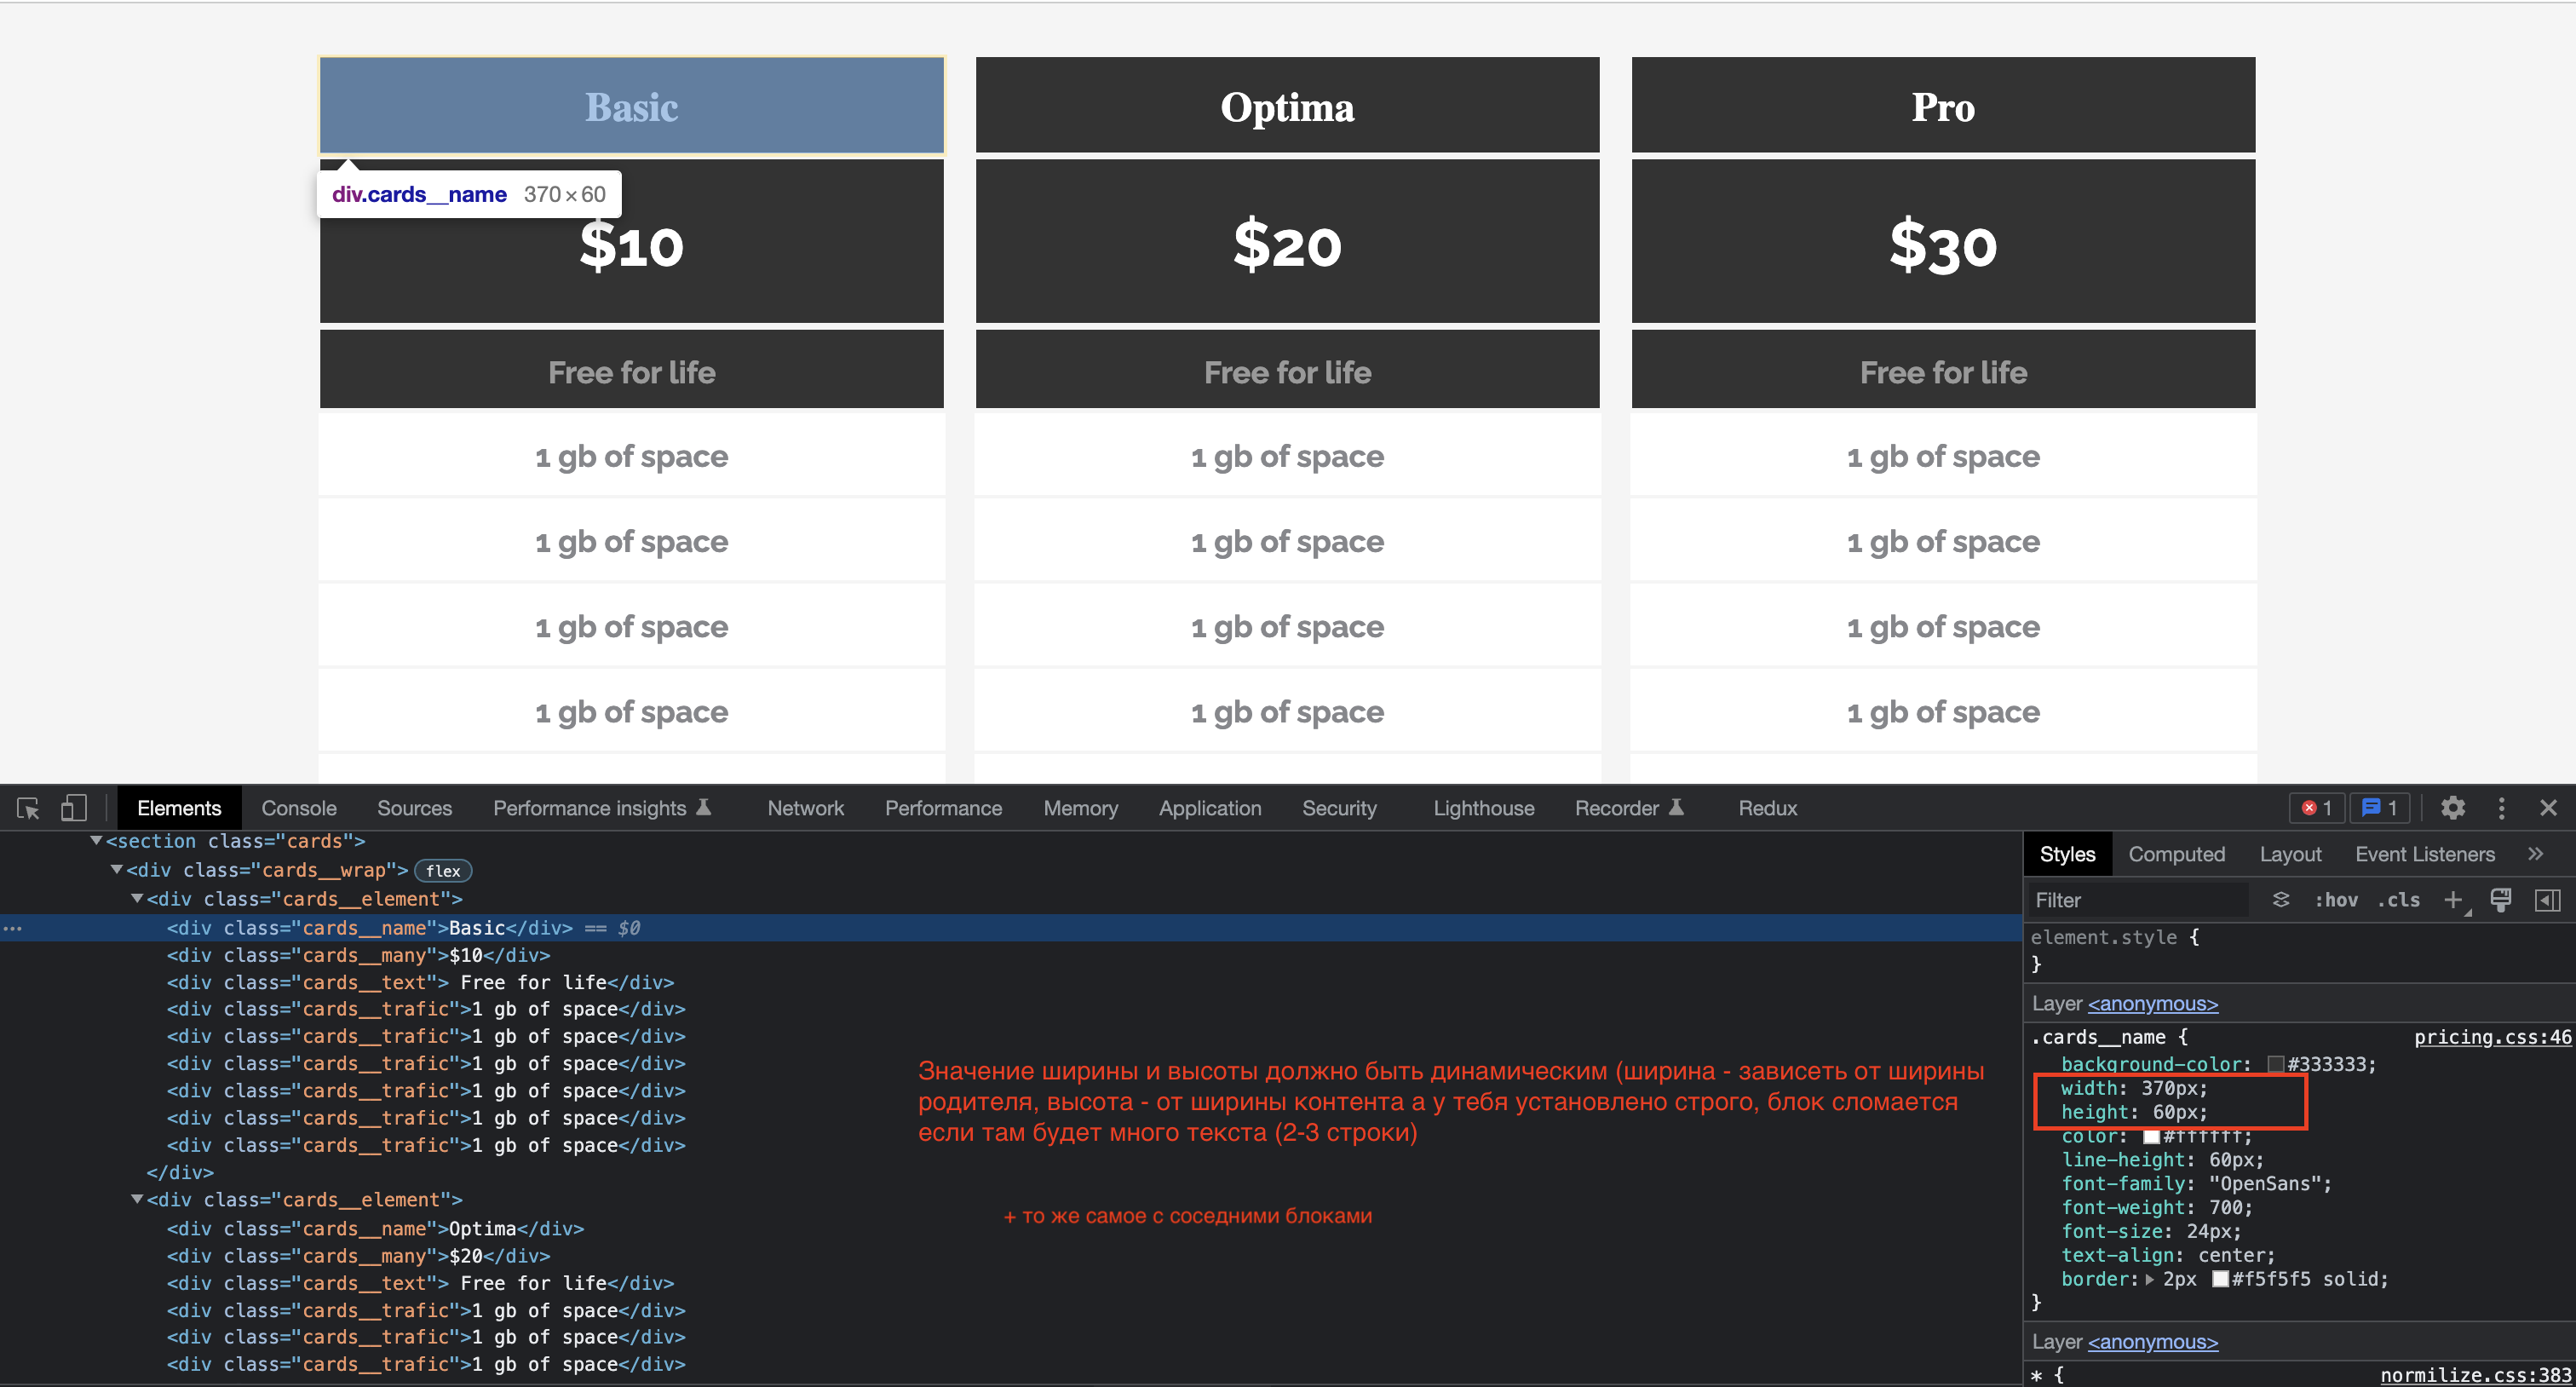 Basic Optima Pro
div.cards__name 370×60
$10 $20 $30
Free for life Free for life Free for life
1 gb of space 1 gb of space 1 gb of space
1 gb of space 1 gb of space 1 gb of space
1 gb of space 1 gb of space 1 gb of space
1 gb of space 1 gb of space 1 gb of space
Elements Console Sources Performance insights Network Performance Memory Application Security Lighthouse Recorder Redux 1 1
<section class="cards">
<div class="cards__wrap"> flex
<div class="cards__element">
<div class="cards__name">Basic</div> == $0
<div class="cards__many">$10</div>
<div class="cards__text"> Free for life</div>
<div class="cards__trafic">1 gb of space</div>
<div class="cards__trafic">1 gb of space</div>
<div class="cards__trafic">1 gb of space</div>
<div class="cards__trafic">1 gb of space</div>
<div class="cards__trafic">1 gb of space</div>
<div class="cards__trafic">1 gb of space</div>
</div>
<div class="cards__element">
<div class="cards__name">Optima</div>
<div class="cards__many">$20</div>
<div class="cards__text"> Free for life</div>
<div class="cards__trafic">1 gb of space</div>
<div class="cards__trafic">1 gb of space</div>
<div class="cards__trafic">1 gb of space</div>
Значение ширины и высоты должно быть динамическим (ширина - зависеть от ширины
родителя, высота - от ширины контента а у тебя установлено строго, блок сломается
если там будет много текста (2-3 строки)
+ то же самое с соседними блоками
Styles Computed Layout Event Listeners »
Filter :hov .cls +
element.style {
}
Layer <anonymous>
.cards__name { pricing.css:46
background-color: #333333;
width: 370px;
height: 60px;
color: #ffffff;
line-height: 60px;
font-family: "OpenSans";
font-weight: 700;
font-size: 24px;
text-align: center;
border: 2px #f5f5f5 solid;
}
Layer <anonymous>
* { normilize.css:383